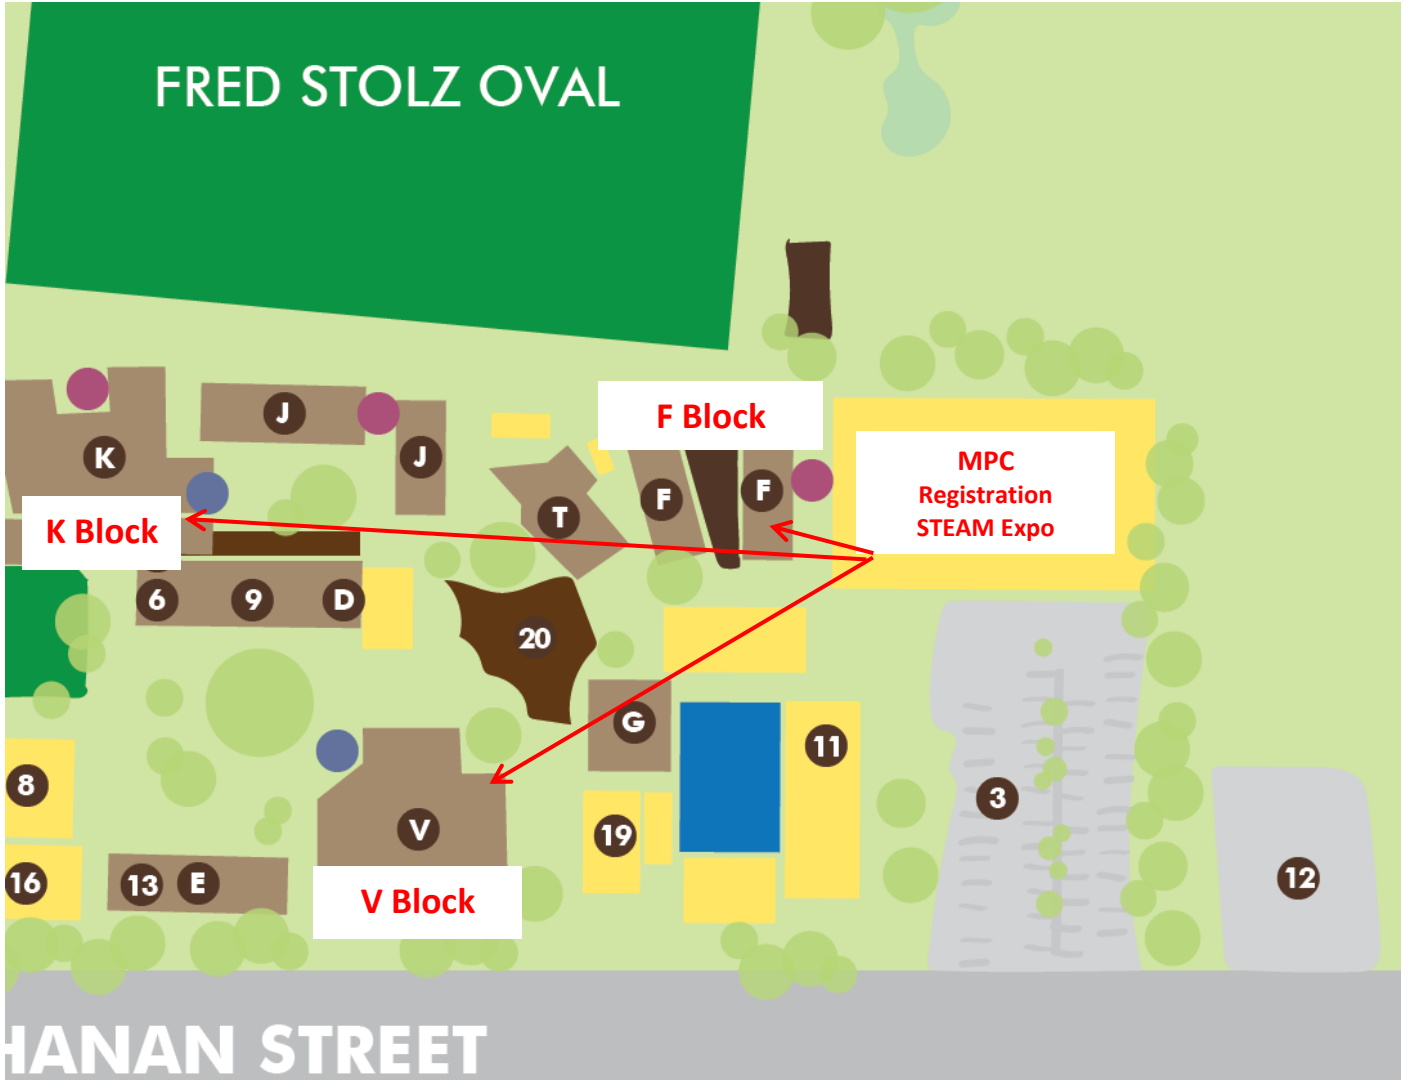 FRED STOLZ OVAL
F Block
J
K
J
MPC
Registration
STEAM Expo
F
F
T
K Block
6
9
D
20
G
11
8
3
V
19
16
13
E
12
V Block
HANAN STREET